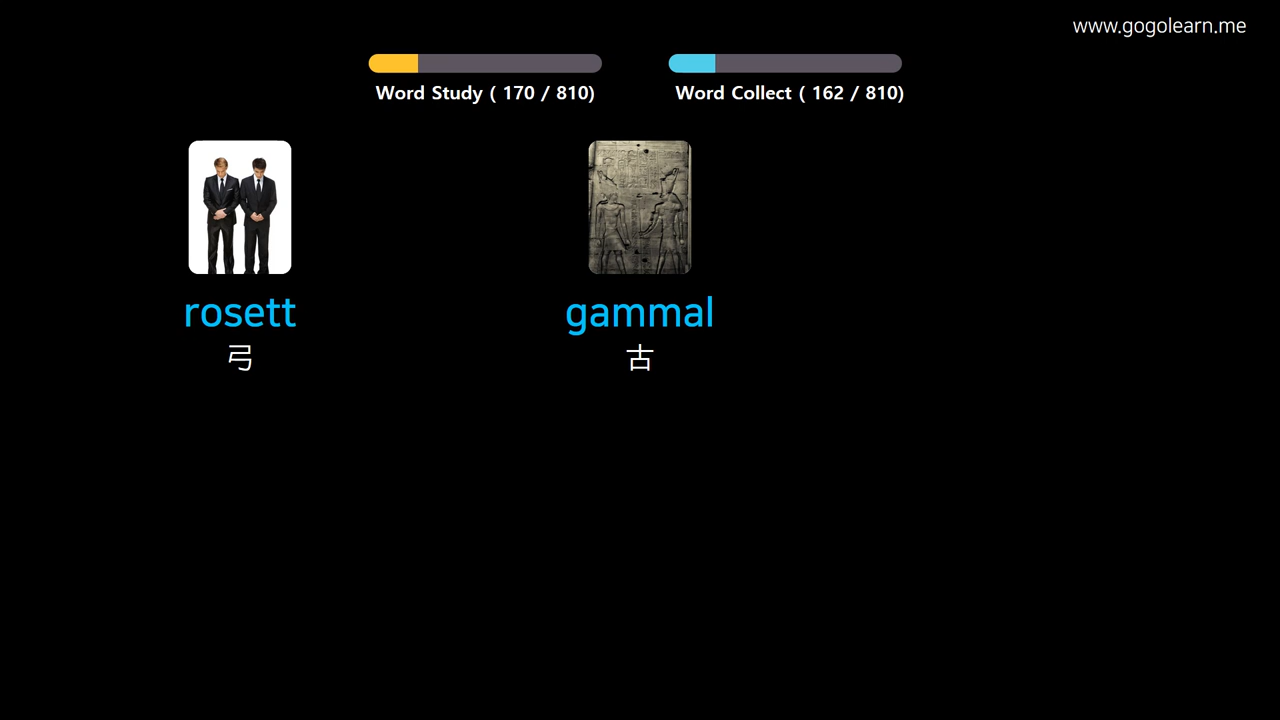 www.gogolearn.me
Word Study ( 170 / 810)
Word Collect ( 162 / 810)
rosett
gammal
弓
古